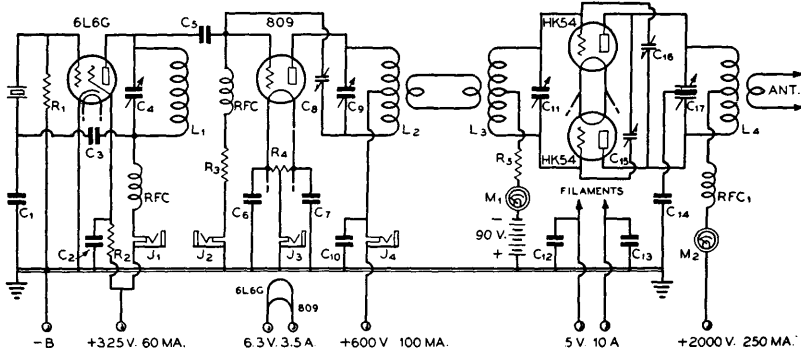 6L6G 809
HK54
C5
C16
R1 C4 RFC C8 C9 C11 C17 ANT.
L1 L2 L3 L4
C3 R3 R4 R5 HK54 C15
RFC FILAMENTS RFC1
C1 C6 C7 M1 C14
C2 R2 J1 J2 J3 C10 J4 − 90 V. + C12 C13 M2
6L6G
809
−B +325 V. 60 MA. 6.3 V. 3.5 A. +600 V 100 MA. 5 V. 10 A +2000 V. 250 MA.